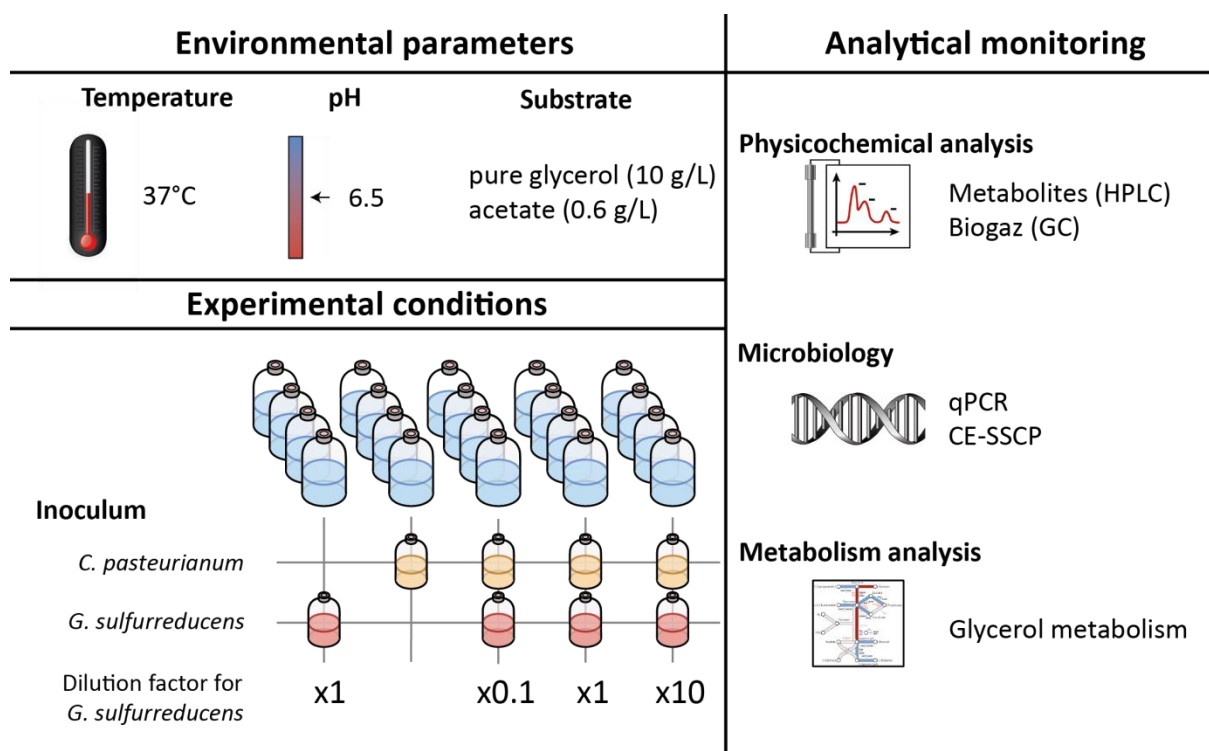 Environmental parameters
Temperature
pH
Substrate
37°C
6.5
pure glycerol (10 g/L)
acetate (0.6 g/L)
Experimental conditions
Inoculum
C. pasteurianum
G. sulfurreducens
Dilution factor for
G. sulfurreducens
x1
x0.1
x1
x10
Analytical monitoring
Physicochemical analysis
Metabolites (HPLC)
Biogaz (GC)
Microbiology
qPCR
CE-SSCP
Metabolism analysis
Glycerol metabolism